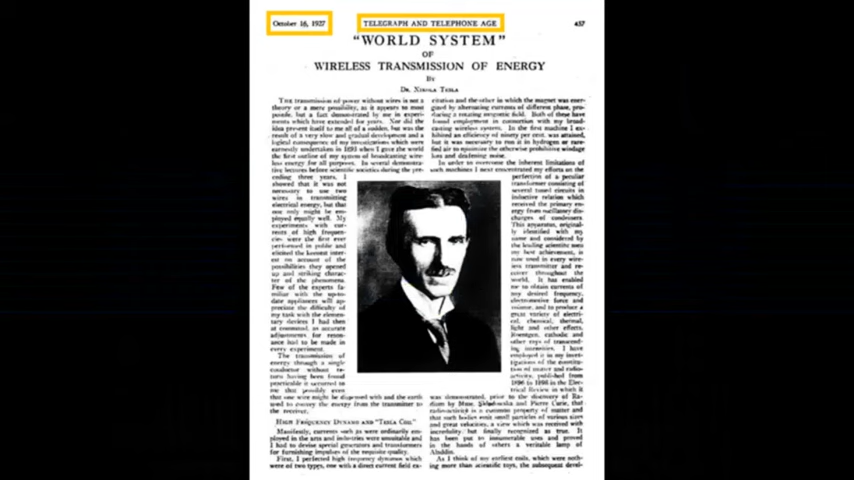 October 16, 1927
TELEGRAPH AND TELEPHONE AGE
457
"WORLD SYSTEM"
OF
WIRELESS TRANSMISSION OF ENERGY
BY
DR. NIKOLA TESLA
THE transmission of power without wires is not a
theory or a mere possibility, as it appears to most
people, but a fact demonstrated by me in experi-
ments which have extended for years. Nor did the
idea present itself to me all of a sudden, but was the
result of a very slow and gradual development and a
logical consequence of my investigations which were
earnestly undertaken in 1893 when I gave the world
the first outline of my system of broadcasting wire-
less energy for all purposes. In several demonstra-
tive lectures before scientific societies during the pre-
ceding three years, I
showed that it was not
necessary to use two
wires in transmitting
electrical energy, but that
one only might be em-
ployed equally well. My
experiments with cur-
rents of high frequen-
cies were the first ever
performed in public and
elicited the keenest inter-
est on account of the
possibilities they opened
up and striking charac-
ter of the phenomena.
Few of the experts fa-
miliar with the up-to-
date appliances will ap-
preciate the difficulty of
my task with the elemen-
tary devices I had then
at command, as accurate
adjustments for reson-
ance had to be made in
every experiment.
The transmission of
energy through a single
conductor without re-
turn having been found
practicable it occurred to
me that possibly even
that one wire might be dispensed with and the earth
used to convey the energy from the transmitter to
the receiver.
HIGH FREQUENCY DYNAMO AND "TESLA COIL"
Manifestly, currents such as were ordinarily em-
ployed in the arts and industries were unsuitable and
I had to devise special generators and transformers
for furnishing impulses of the requisite quality.
First, I perfected high frequency dynamos which
were of two types, one with a direct current field ex-
citation and the other in which the magnet was ener-
gized by alternating currents of different phase, pro-
ducing a rotating magnetic field. Both of these have
found employment in connection with my broad-
casting wireless system. In the first machine I ex-
hibited an efficiency of ninety per cent. was attained,
but it was necessary to run it in hydrogen or rare-
fied air to minimize the otherwise prohibitive windage
loss and deafening noise.
In order to overcome the inherent limitations of
such machines I next concentrated my efforts on the
perfection of a peculiar
transformer consisting of
several tuned circuits in
inductive relation which
received the primary en-
ergy from oscillatory dis-
charges of condensers.
This apparatus, original-
ly identified with my
name and considered by
the leading scientific men
my best achievement, is
now used in every wire-
less transmitter and re-
ceiver throughout the
world. It has enabled
me to obtain currents of
any desired frequency,
electromotive force and
volume, and to produce a
great variety of electri-
cal, chemical, thermal,
light and other effects,
Roentgen, cathodic and
other rays of transcend-
ing intensities. I have
employed it in my inves-
tigations of the constitu-
tion of matter and radio-
activity, published from
1896 to 1898 in the Elec-
trical Review in which it
was demonstrated, prior to the discovery of Ra-
dium by Mme. Sklodowska and Pierre Curie, that
radioactivity is a common property of matter and
that such bodies emit small particles of various sizes
and great velocities, a view which was received with
incredulity but finally recognized as true. It
has been put to innumerable uses and proved
in the hands of others a veritable lamp of
Aladdin.
As I think of my earliest coils, which were noth-
ing more than scientific toys, the subsequent devel-